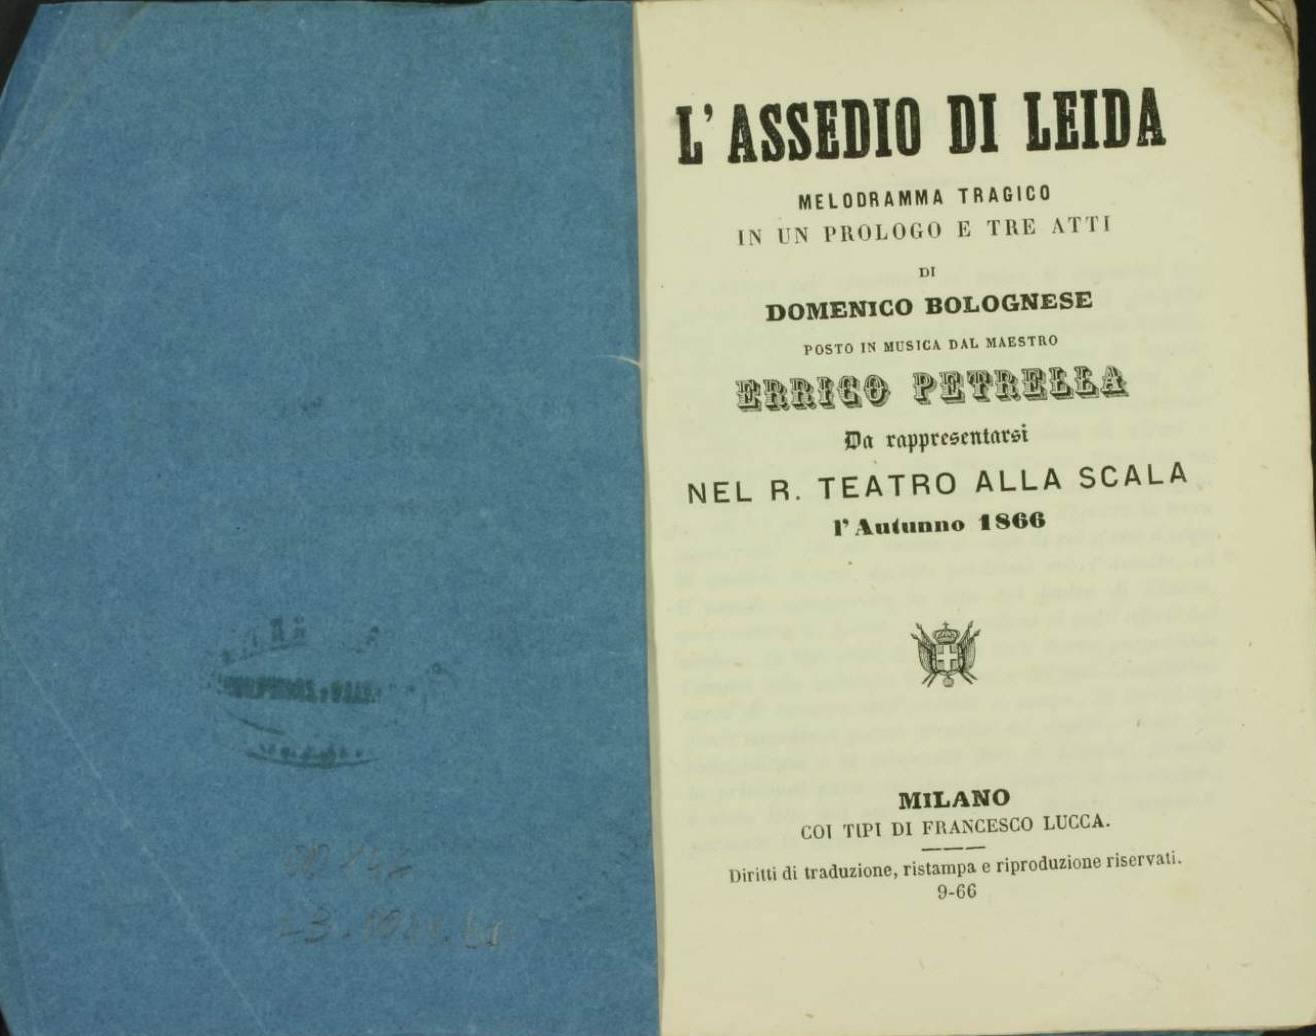 L'ASSEDIO DI LEIDA
MELODRAMMA TRAGICO
IN UN PROLOGO E TRE ATTI
DI
DOMENICO BOLOGNESE
POSTO IN MUSICA DAL MAESTRO
ERRICO PETRELLA
Da rappresentarsi
NEL R. TEATRO ALLA SCALA
l'Autunno 1866
MILANO
COI TIPI DI FRANCESCO LUCCA.
Diritti di traduzione, ristampa e riproduzione riservati.
9-66